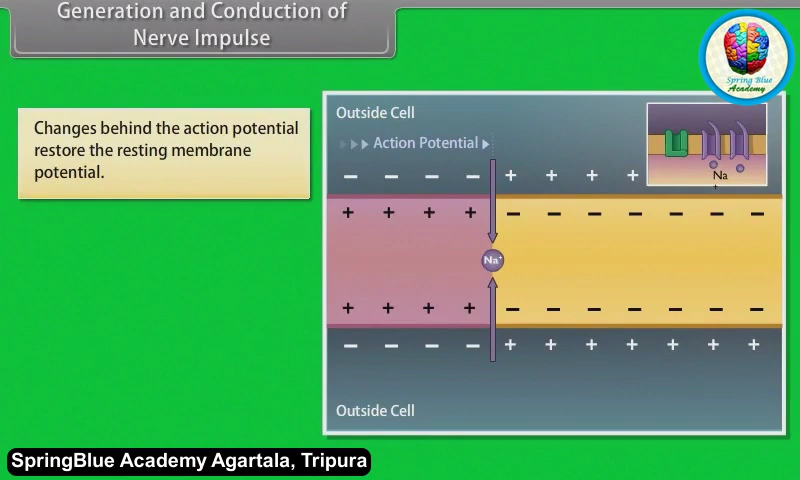 Generation and Conduction of
Nerve Impulse
Spring Blue
Academy
Changes behind the action potential
restore the resting membrane
potential.
Outside Cell
Action Potential
− − − − + + + +
Na
+
+ + + + − − − − − − −
Na+
+ + + + − − − − − − −
− − − − + + + + + + +
Outside Cell
SpringBlue Academy Agartala, Tripura